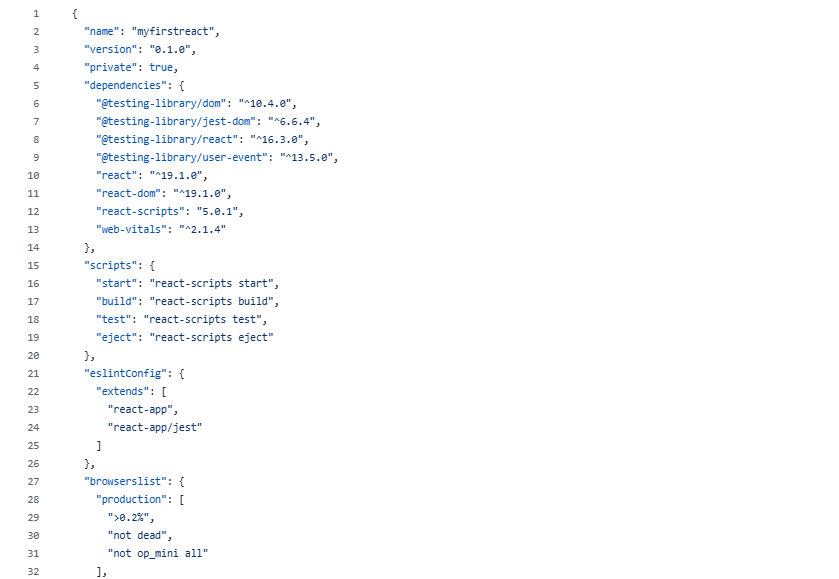 1 {
2 "name": "myfirstreact",
3 "version": "0.1.0",
4 "private": true,
5 "dependencies": {
6 "@testing-library/dom": "^10.4.0",
7 "@testing-library/jest-dom": "^6.6.4",
8 "@testing-library/react": "^16.3.0",
9 "@testing-library/user-event": "^13.5.0",
10 "react": "^19.1.0",
11 "react-dom": "^19.1.0",
12 "react-scripts": "5.0.1",
13 "web-vitals": "^2.1.4"
14 },
15 "scripts": {
16 "start": "react-scripts start",
17 "build": "react-scripts build",
18 "test": "react-scripts test",
19 "eject": "react-scripts eject"
20 },
21 "eslintConfig": {
22 "extends": [
23 "react-app",
24 "react-app/jest"
25 ]
26 },
27 "browserslist": {
28 "production": [
29 ">0.2%",
30 "not dead",
31 "not op_mini all"
32 ],